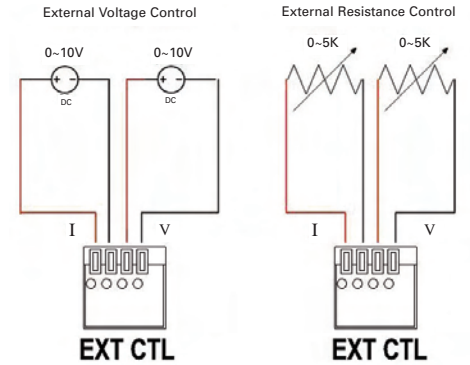 External Voltage Control
0~10V
0~10V
+ -
DC
+ -
DC
I
V
EXT CTL
External Resistance Control
0~5K
0~5K
I
V
EXT CTL